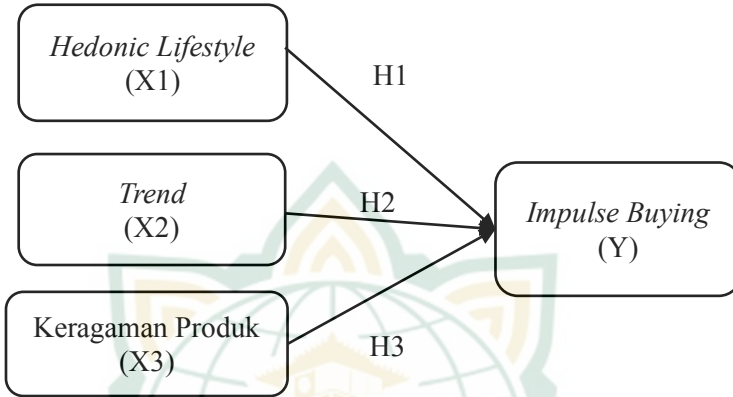 Hedonic Lifestyle
(X1)
H1
Trend
(X2)
H2
Impulse Buying
(Y)
Keragaman Produk
(X3)
H3